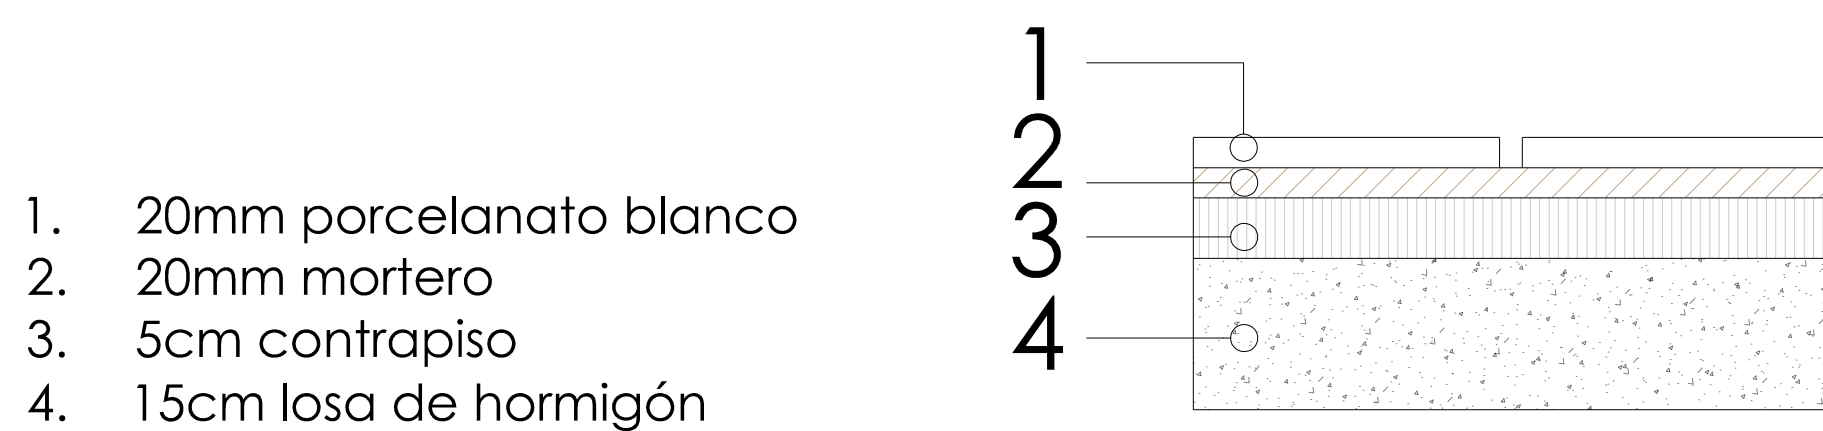 1. 20mm porcelanato blanco
2. 20mm mortero
3. 5cm contrapiso
4. 15cm losa de hormigón
1
2
3
4